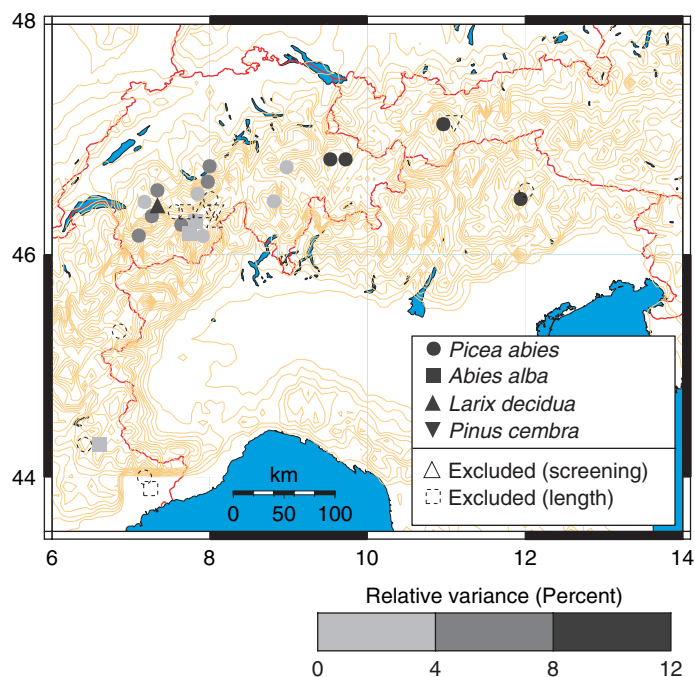 48
46
44
Picea abies
Abies alba
Larix decidua
Pinus cembra
Excluded (screening)
Excluded (length)
km
0 50 100
6 8 10 12 14
Relative variance (Percent)
0 4 8 12